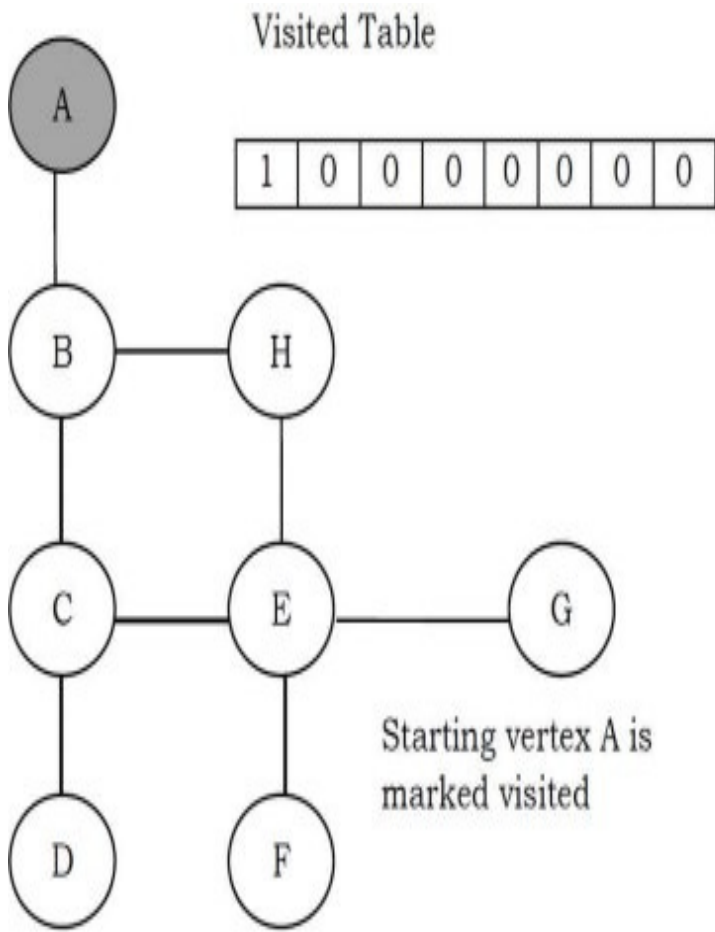 Visited Table
A
1 0 0 0 0 0 0 0
B H
C E G
Starting vertex A is
marked visited
D F